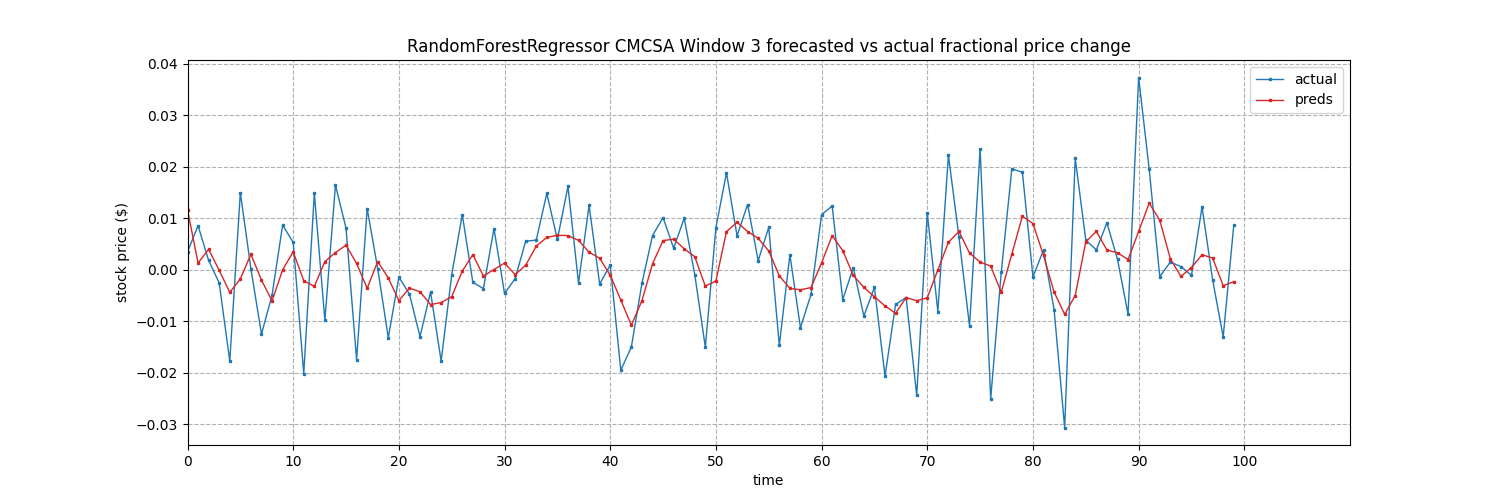 RandomForestRegressor CMCSA Window 3 forecasted vs actual fractional price change
actual
preds
stock price ($)
0.04
0.03
0.02
0.01
0.00
−0.01
−0.02
−0.03
0 10 20 30 40 50 60 70 80 90 100
time